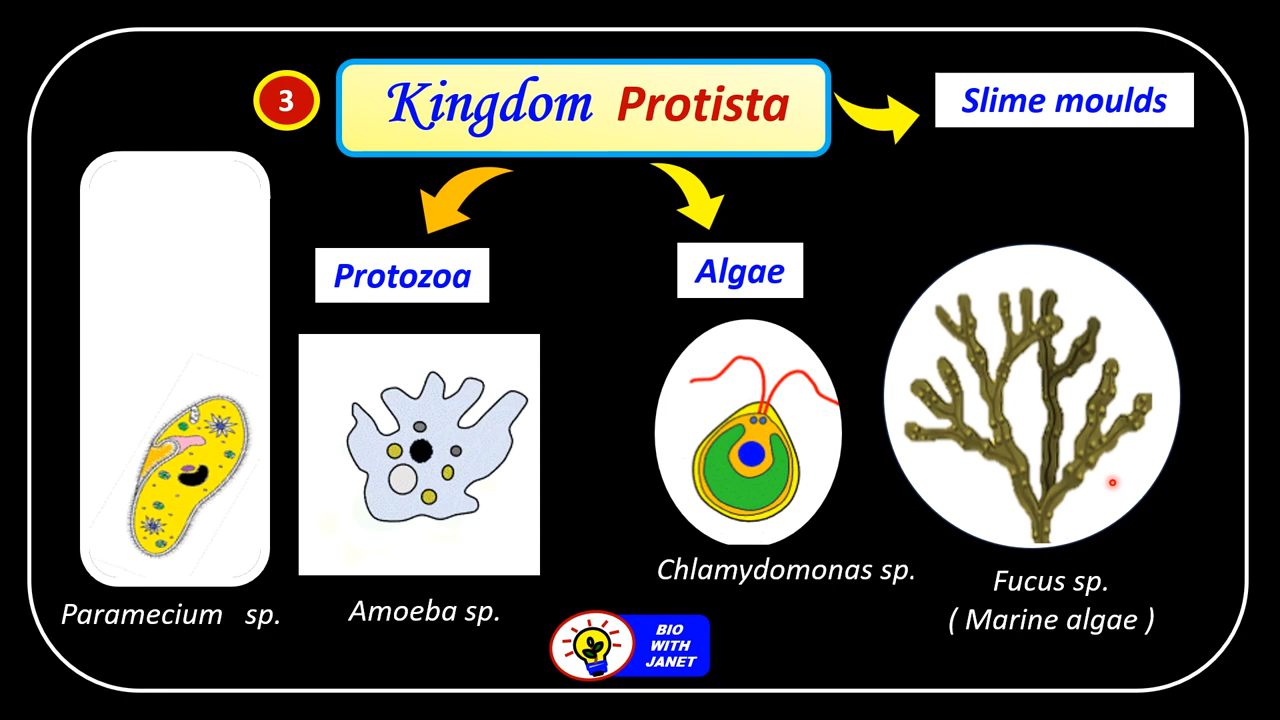 3
Kingdom Protista
Slime moulds
Protozoa
Algae
Paramecium sp.
Amoeba sp.
Chlamydomonas sp.
Fucus sp.
( Marine algae )
BIO
WITH
JANET